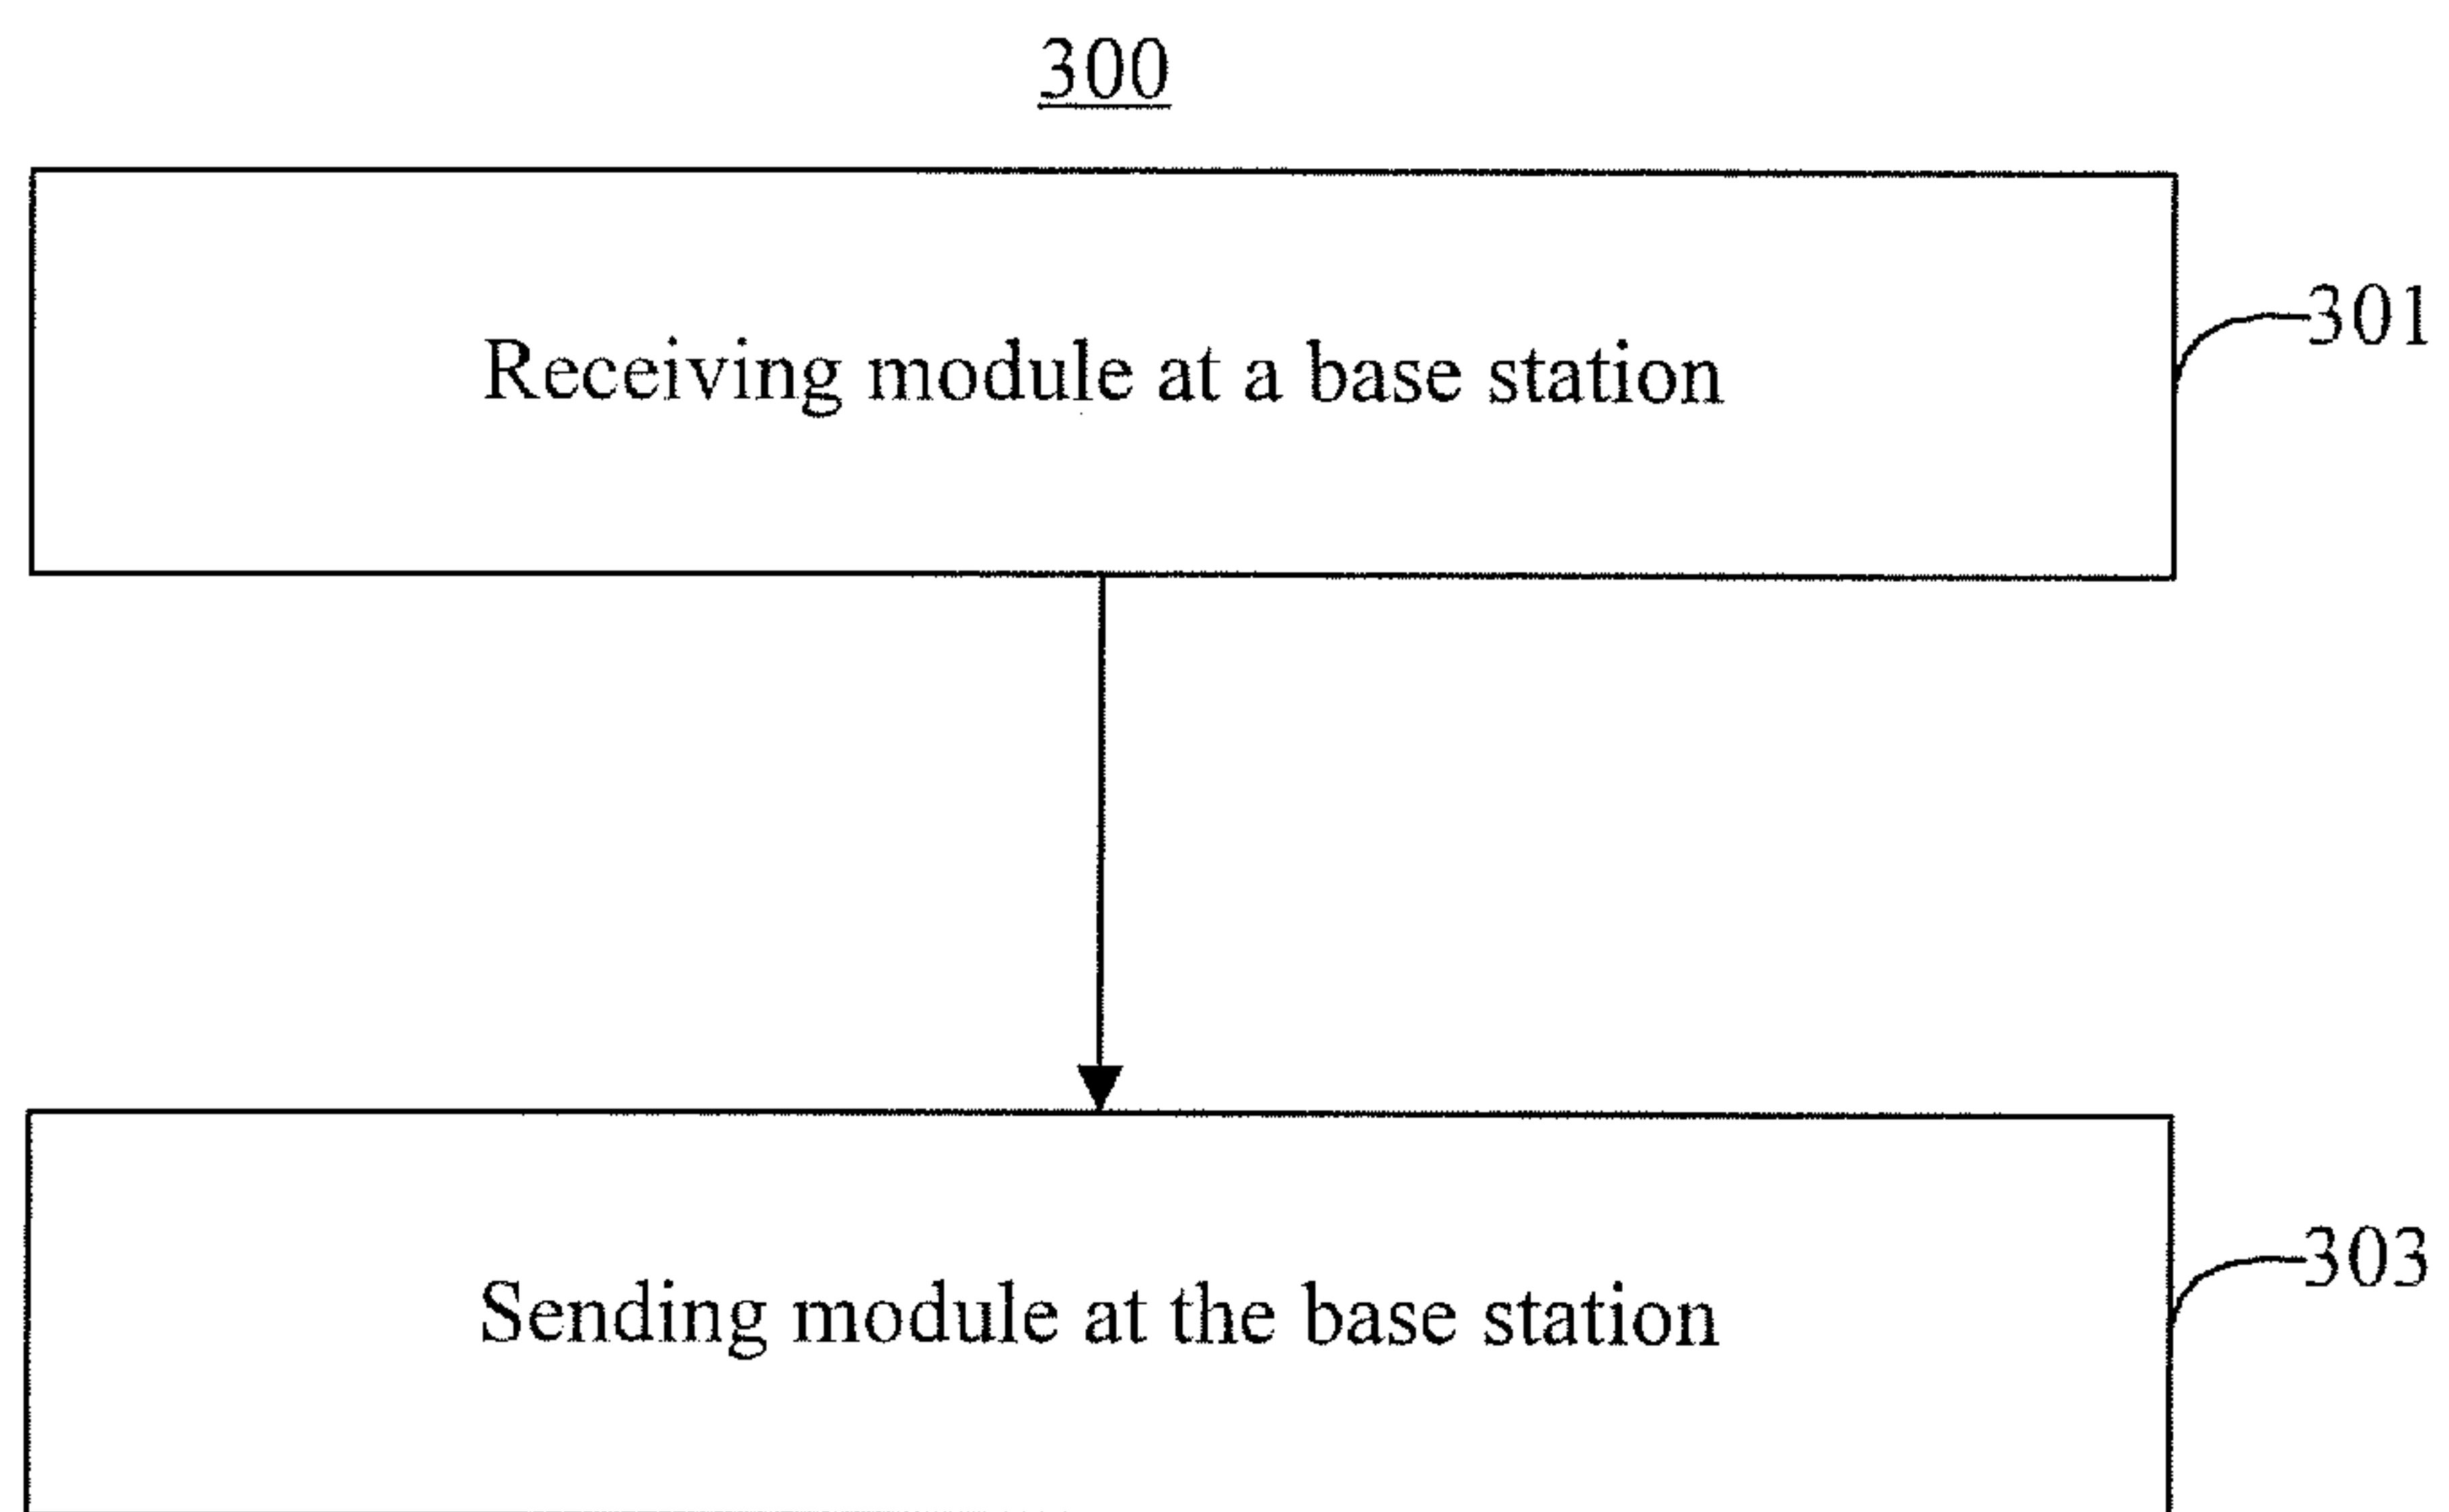 300
Receiving module at a base station
301
Sending module at the base station
303